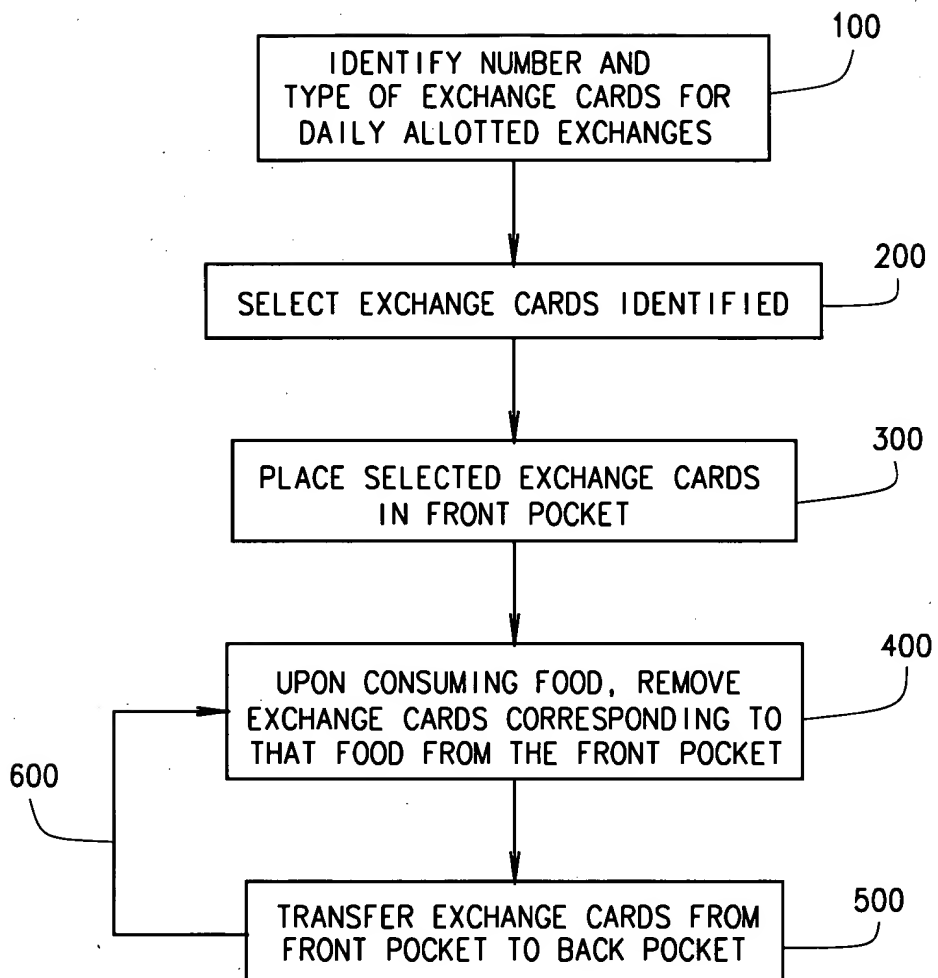 100
IDENTIFY NUMBER AND
TYPE OF EXCHANGE CARDS FOR
DAILY ALLOTTED EXCHANGES
200
SELECT EXCHANGE CARDS IDENTIFIED
300
PLACE SELECTED EXCHANGE CARDS
IN FRONT POCKET
400
UPON CONSUMING FOOD, REMOVE
EXCHANGE CARDS CORRESPONDING TO
THAT FOOD FROM THE FRONT POCKET
600
500
TRANSFER EXCHANGE CARDS FROM
FRONT POCKET TO BACK POCKET